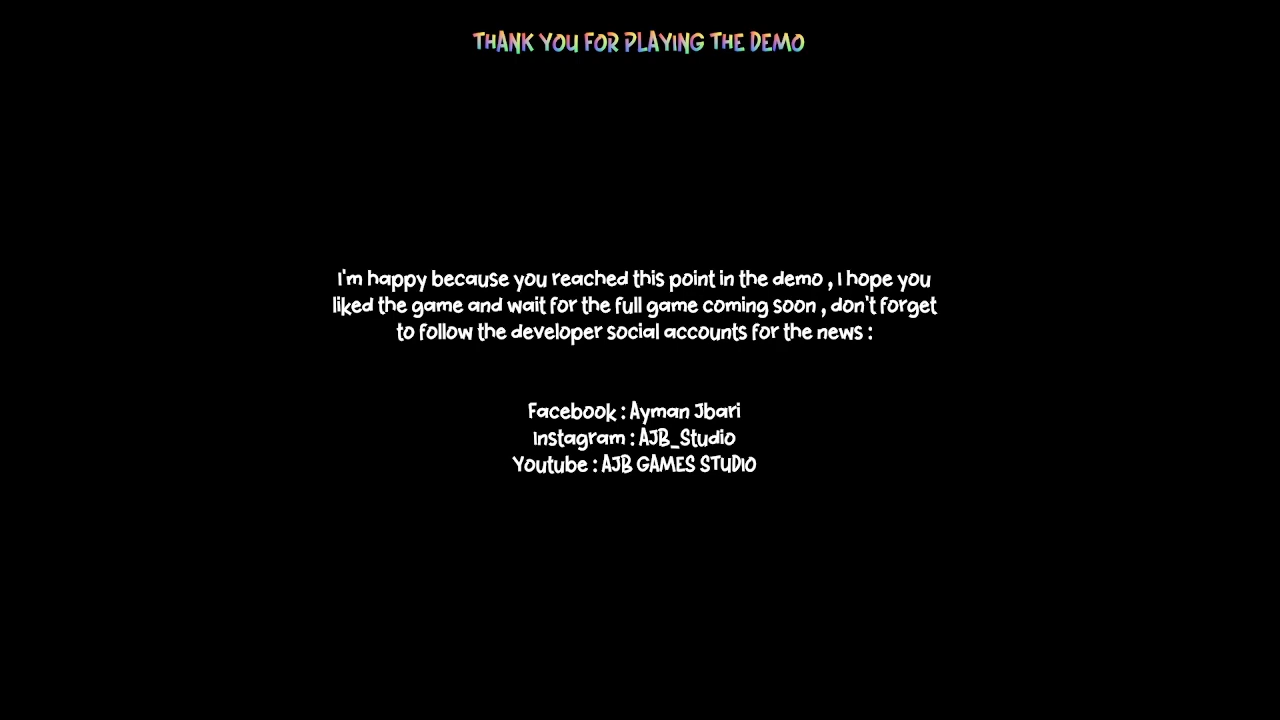 THANK YOU FOR PLAYING THE DEMO
I'm happy because you reached this point in the demo , I hope you
liked the game and wait for the full game coming soon , don't forget
to follow the developer social accounts for the news :
Facebook : Ayman Jbari
Instagram : AJB_Studio
Youtube : AJB GAMES STUDIO